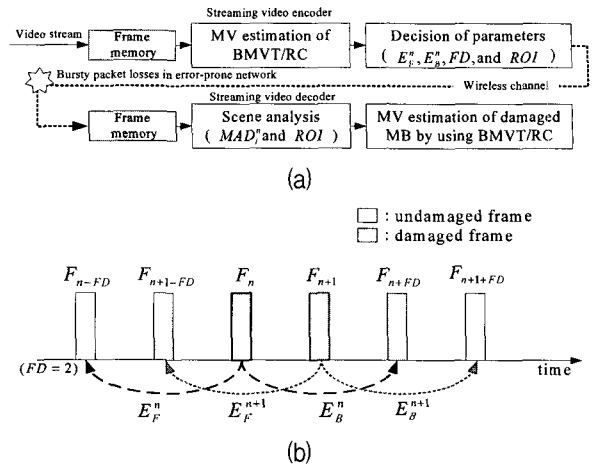 Streaming video encoder
Video stream
Frame memory
MV estimation of BMVT/RC
Decision of parameters
( E_F^n, E_B^n, FD, and ROI )
Bursty packet losses in error-prone network
Wireless channel
Streaming video decoder
Frame memory
Scene analysis
( MAD_i^n and ROI )
MV estimation of damaged MB by using BMVT/RC
(a)
: undamaged frame
: damaged frame
F_{n-FD} F_{n+1-FD} F_n F_{n+1} F_{n+FD} F_{n+1+FD}
(FD = 2) time
E_F^n E_F^{n+1} E_B^n E_B^{n+1}
(b)